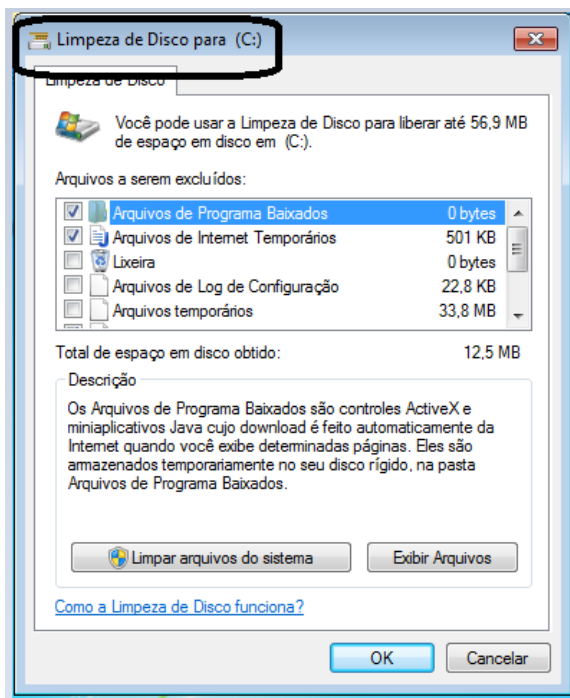 Limpeza de Disco para (C:)
Limpeza de Disco
Você pode usar a Limpeza de Disco para liberar até 56,9 MB
de espaço em disco em (C:).
Arquivos a serem excluídos:
Arquivos de Programa Baixados 0 bytes
Arquivos de Internet Temporários 501 KB
Lixeira 0 bytes
Arquivos de Log de Configuração 22,8 KB
Arquivos temporários 33,8 MB
Total de espaço em disco obtido: 12,5 MB
Descrição
Os Arquivos de Programa Baixados são controles ActiveX e
miniaplicativos Java cujo download é feito automaticamente da
Internet quando você exibe determinadas páginas. Eles são
armazenados temporariamente no seu disco rígido, na pasta
Arquivos de Programa Baixados.
Limpar arquivos do sistema Exibir Arquivos
Como a Limpeza de Disco funciona?
OK Cancelar